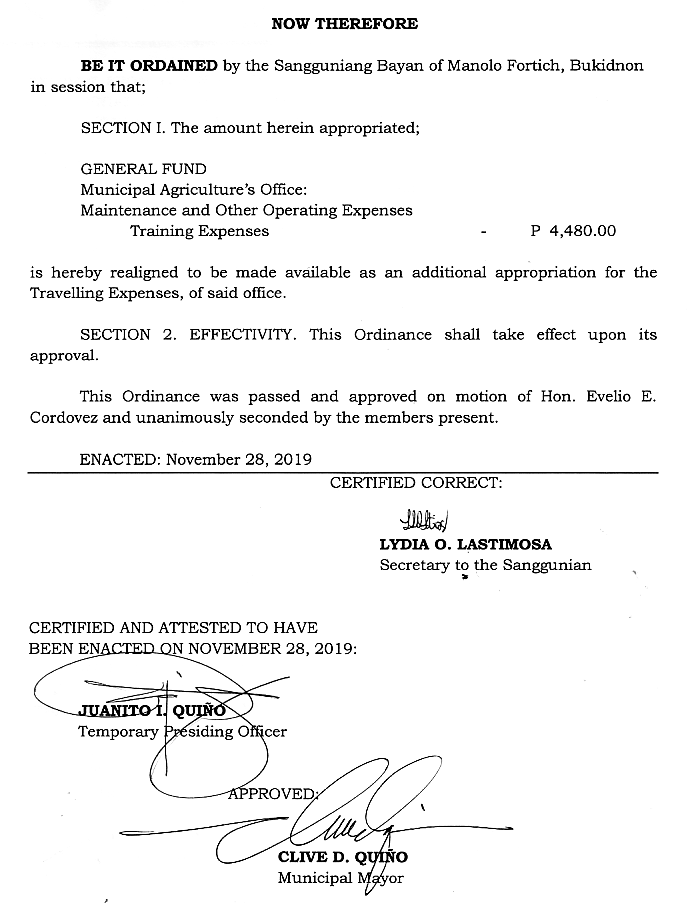 NOW THEREFORE
BE IT ORDAINED by the Sangguniang Bayan of Manolo Fortich, Bukidnon
in session that;
SECTION I. The amount herein appropriated;
GENERAL FUND
Municipal Agriculture's Office:
Maintenance and Other Operating Expenses
Training Expenses - P 4,480.00
is hereby realigned to be made available as an additional appropriation for the
Travelling Expenses, of said office.
SECTION 2. EFFECTIVITY. This Ordinance shall take effect upon its
approval.
This Ordinance was passed and approved on motion of Hon. Evelio E.
Cordovez and unanimously seconded by the members present.
ENACTED: November 28, 2019
CERTIFIED CORRECT:
LYDIA O. LASTIMOSA
Secretary to the Sanggunian
CERTIFIED AND ATTESTED TO HAVE
BEEN ENACTED ON NOVEMBER 28, 2019:
JUANITO I. QUIÑO
Temporary Presiding Officer
APPROVED:
CLIVE D. QUIÑO
Municipal Mayor